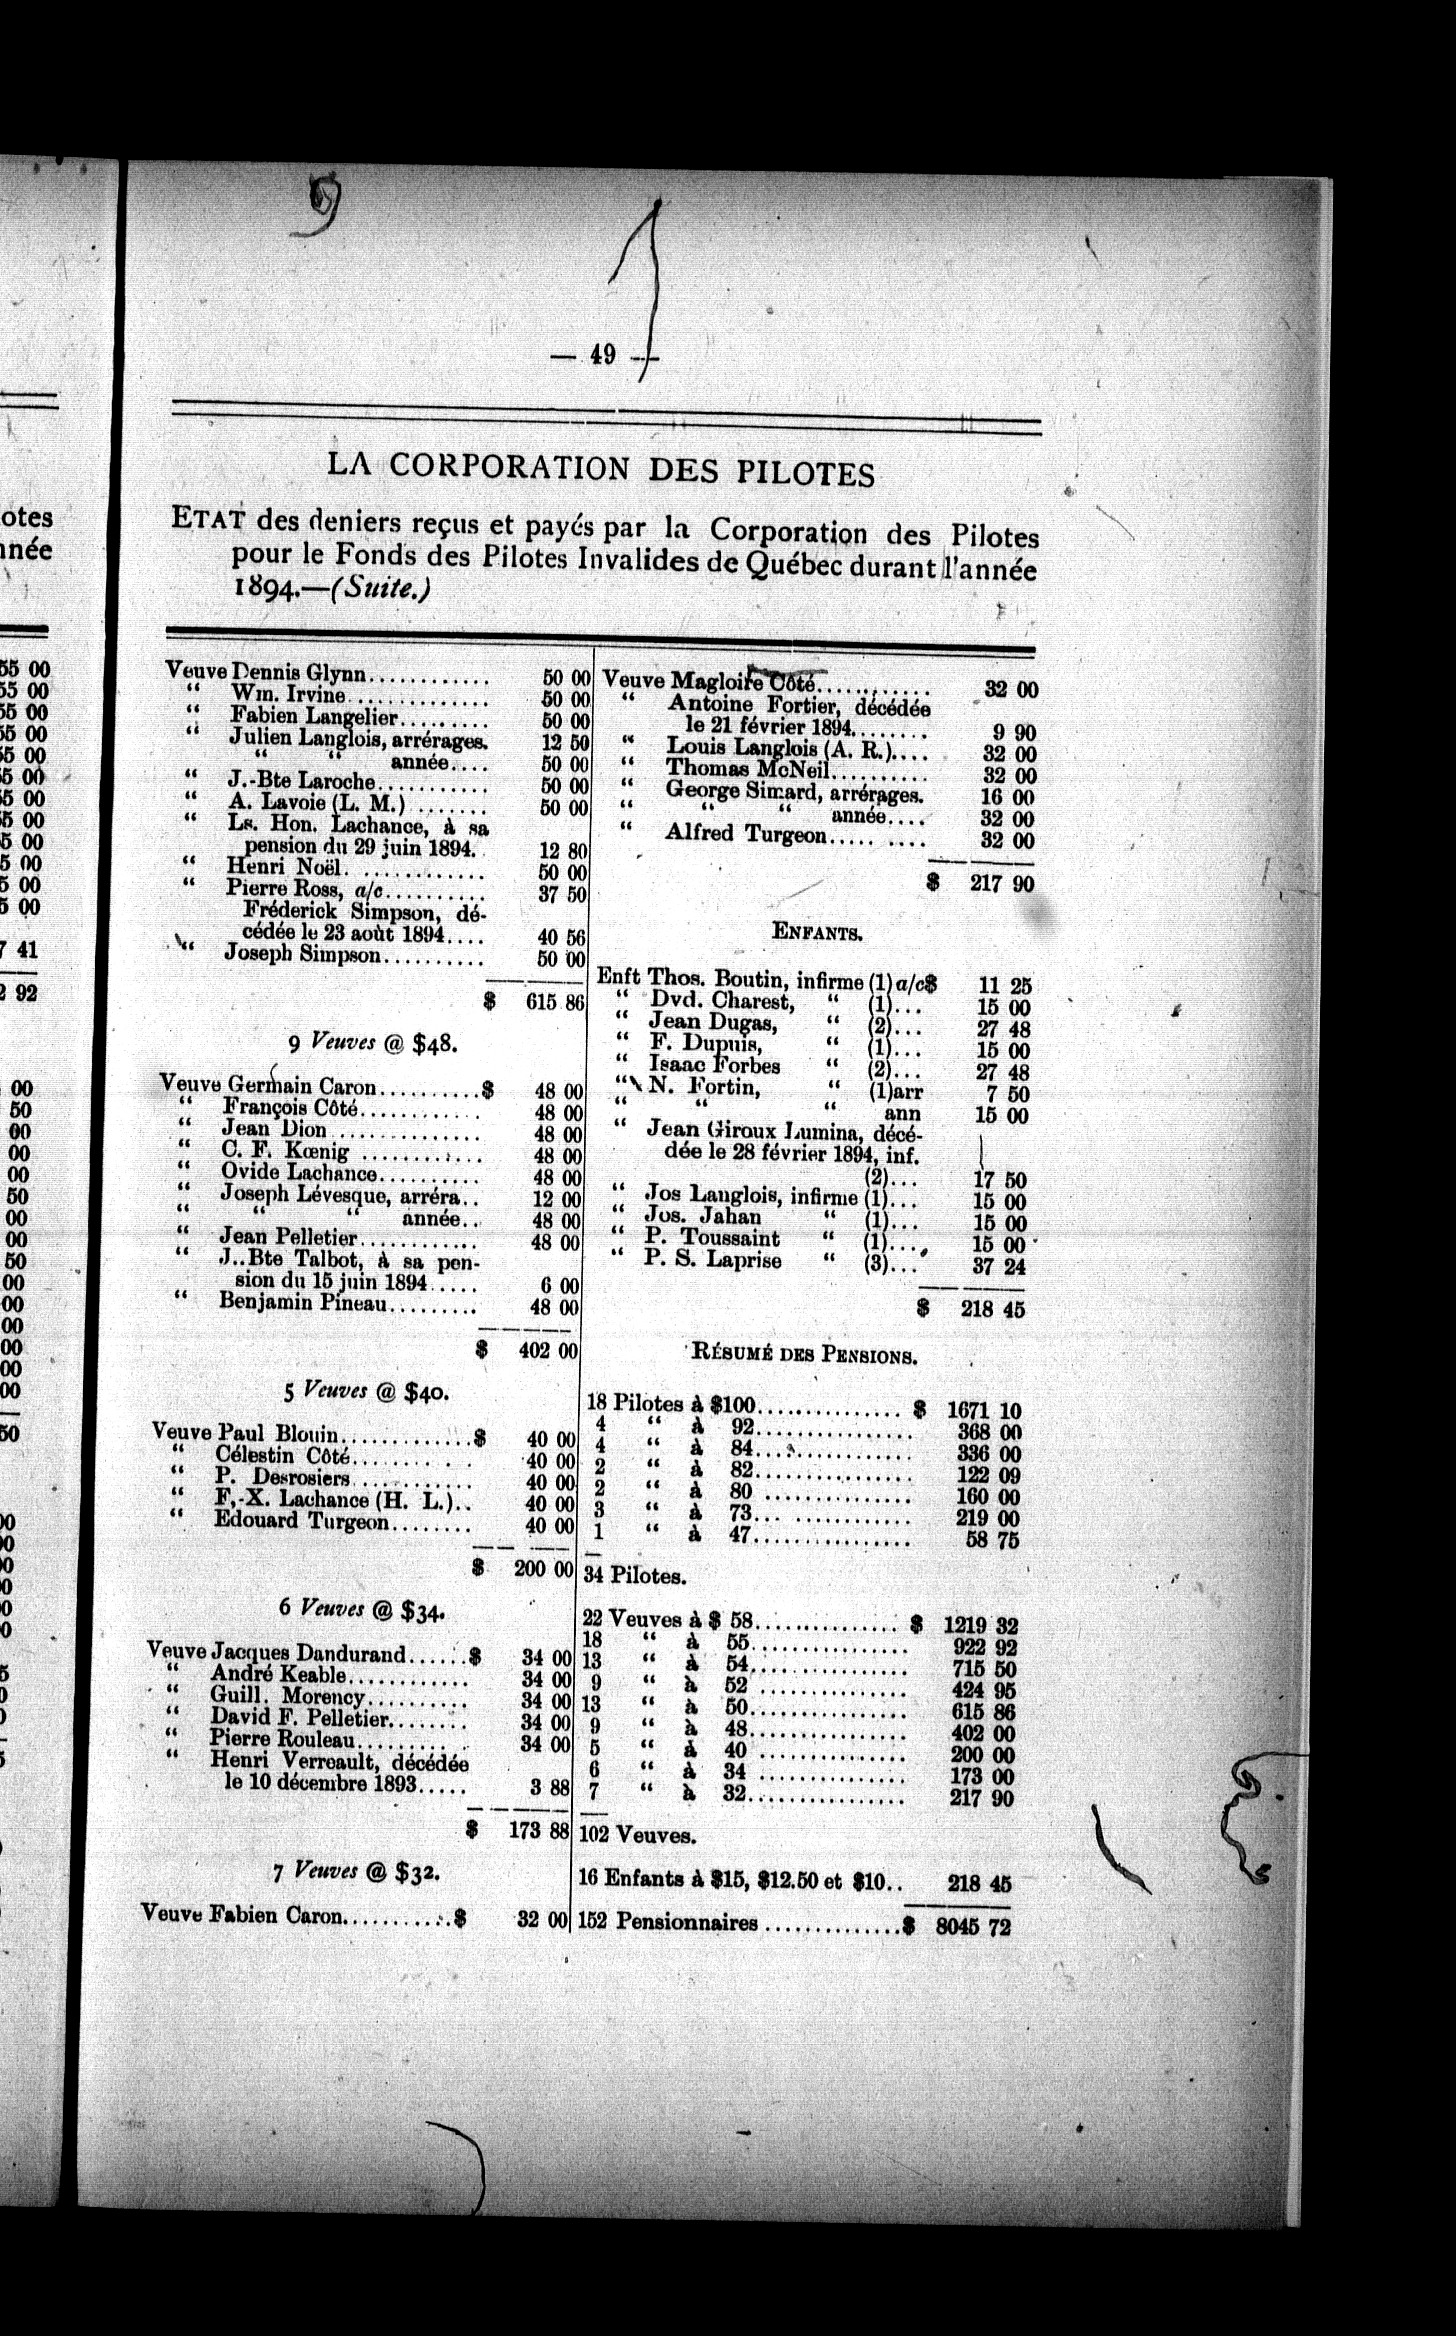 — 49 —
LA CORPORATION DES PILOTES
ETAT des deniers reçus et payés par la Corporation des Pilotes
pour le Fonds des Pilotes Invalides de Québec durant l'année
1894.—(Suite.)
Veuve Dennis Glynn............ 50 00
“ Wm. Irvine.............. 50 00
“ Fabien Langelier......... 50 00
“ Julien Langlois, arrérages. 12 50
“ “ année.... 50 00
“ J.-Bte Laroche........... 50 00
“ A. Lavoie (L. M.) ....... 50 00
“ Ls. Hon. Lachance, à sa
pension du 29 juin 1894. 12 80
“ Henri Noël. ............ 50 00
“ Pierre Ross, a/c.......... 37 50
Fréderick Simpson, dé-
cédée le 23 août 1894.... 40 56
“ Joseph Simpson.......... 50 00
$ 615 86
9 Veuves @ $48.
Veuve Germain Caron..........$ 48 00
“ François Côté............ 48 00
“ Jean Dion ............... 48 00
“ C. F. Kœnig ............ 48 00
“ Ovide Lachance.......... 48 00
“ Joseph Lévesque, arréra.. 12 00
“ “ “ année.. 48 00
“ Jean Pelletier............ 48 00
“ J..Bte Talbot, à sa pen-
sion du 15 juin 1894..... 6 00
“ Benjamin Pineau......... 48 00
$ 402 00
5 Veuves @ $40.
Veuve Paul Blouin.............$ 40 00
“ Célestin Côté............ 40 00
“ P. Desrosiers............ 40 00
“ F,-X. Lachance (H. L.).. 40 00
“ Edouard Turgeon........ 40 00
$ 200 00
6 Veuves @ $34.
Veuve Jacques Dandurand......$ 34 00
“ André Keable............ 34 00
“ Guill. Morency.......... 34 00
“ David F. Pelletier........ 34 00
“ Pierre Rouleau........... 34 00
“ Henri Verreault, décédée
le 10 décembre 1893..... 3 88
$ 173 88
7 Veuves @ $32.
Veuve Fabien Caron...........$ 32 00
Veuve Magloire Côté........... 32 00
“ Antoine Fortier, décédée
le 21 février 1894........ 9 90
“ Louis Langlois (A. R.).... 32 00
“ Thomas McNeil.......... 32 00
“ George Simard, arrérages. 16 00
“ “ “ année.... 32 00
“ Alfred Turgeon..... .... 32 00
$ 217 90
ENFANTS.
Enft Thos. Boutin, infirme (1) a/c$ 11 25
“ Dvd. Charest, “ (1)... 15 00
“ Jean Dugas, “ (2)... 27 48
“ F. Dupuis, “ (1)... 15 00
“ Isaac Forbes “ (2)... 27 48
“ N. Fortin, “ (1)arr 7 50
“ “ “ ann 15 00
“ Jean Giroux Lumina, décé-
dée le 28 février 1894, inf.
(2)... 17 50
“ Jos Langlois, infirme (1)... 15 00
“ Jos. Jahan “ (1)... 15 00
“ P. Toussaint “ (1)... 15 00
“ P. S. Laprise “ (3)... 37 24
$ 218 45
RÉSUMÉ DES PENSIONS.
18 Pilotes à $100............... $ 1671 10
4 “ à 92................ 368 00
4 “ à 84................ 336 00
2 “ à 82................ 122 09
2 “ à 80 ............... 160 00
3 “ à 73... ............ 219 00
1 “ à 47................ 58 75
34 Pilotes.
22 Veuves à $ 58............... $ 1219 32
18 “ à 55................ 922 92
13 “ à 54................ 715 50
9 “ à 52 ............... 424 95
13 “ à 50................ 615 86
9 “ à 48................ 402 00
5 “ à 40 ............... 200 00
6 “ à 34 ............... 173 00
7 “ à 32................ 217 90
102 Veuves.
16 Enfants à $15, $12.50 et $10.. 218 45
152 Pensionnaires ..............$ 8045 72